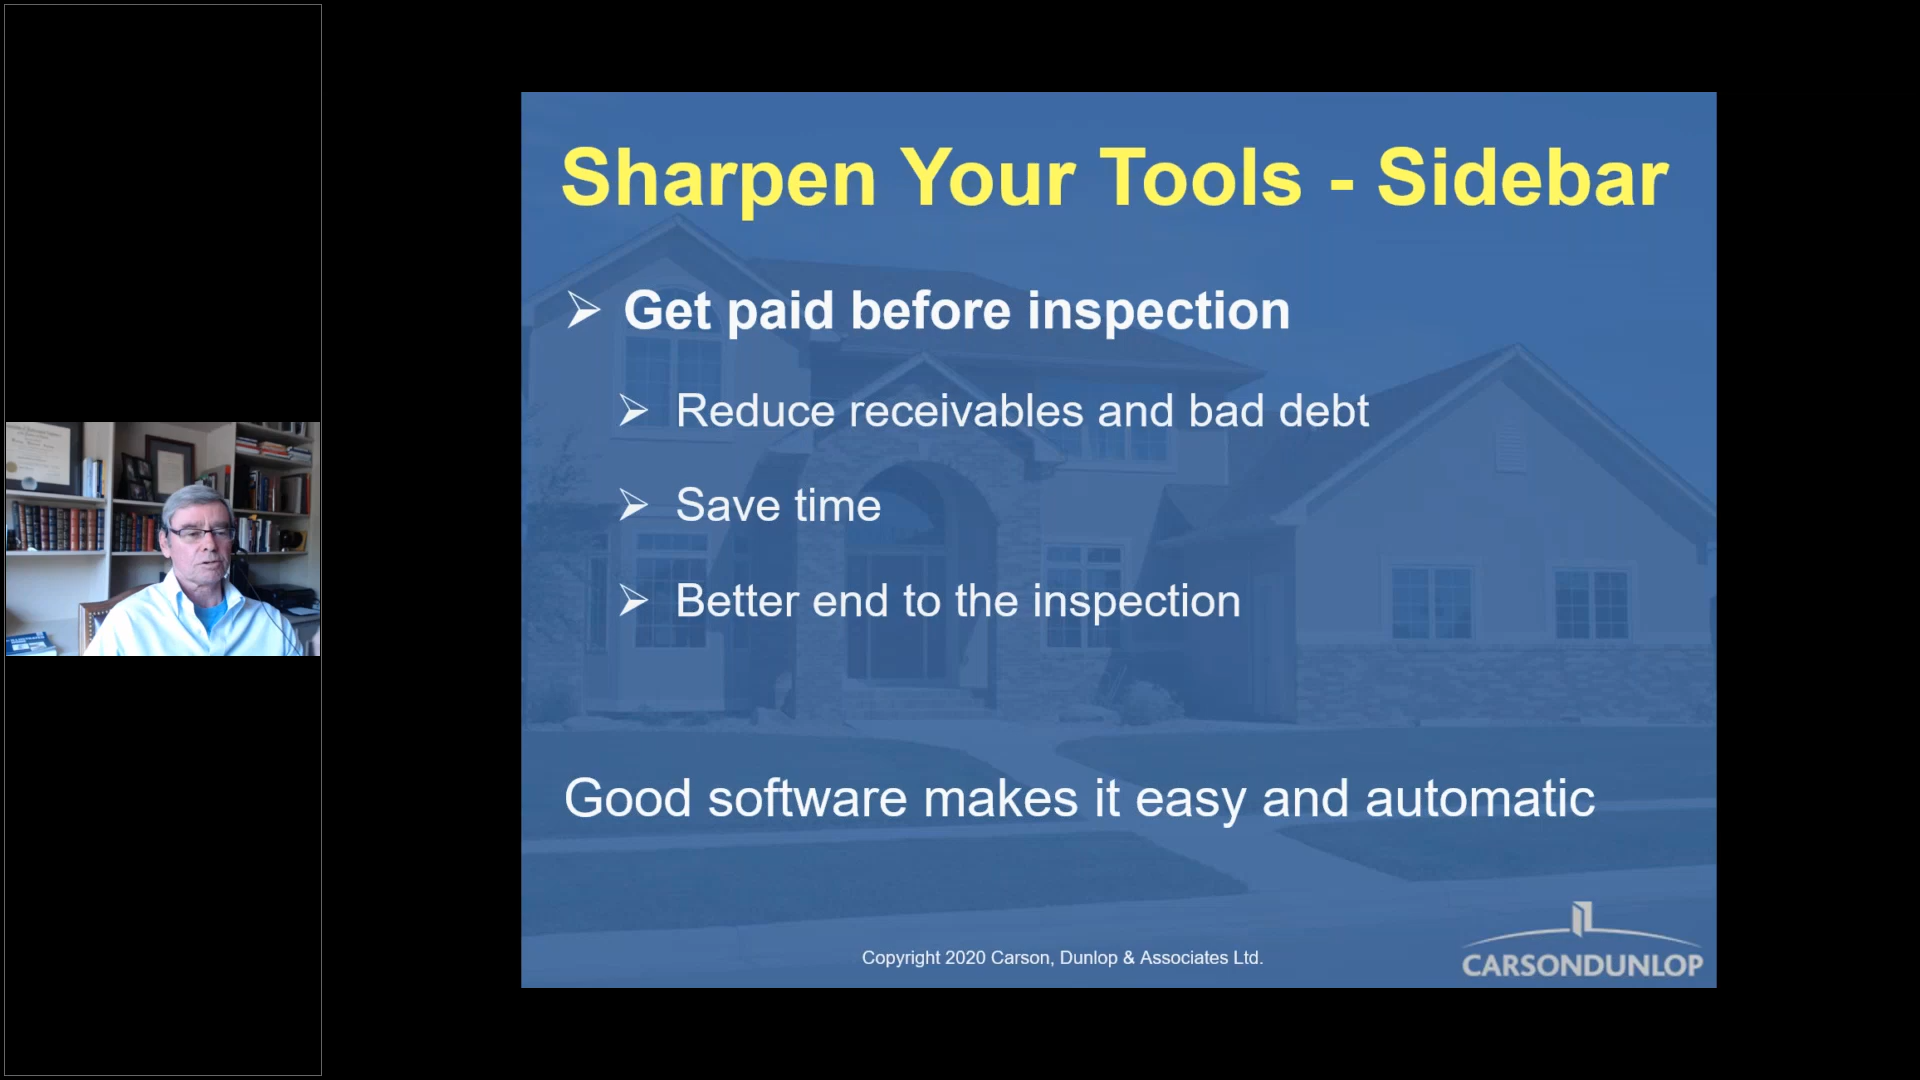 Sharpen Your Tools - Sidebar
Get paid before inspection
Reduce receivables and bad debt
Save time
Better end to the inspection
Good software makes it easy and automatic
Copyright 2020 Carson, Dunlop & Associates Ltd.
CARSONDUNLOP